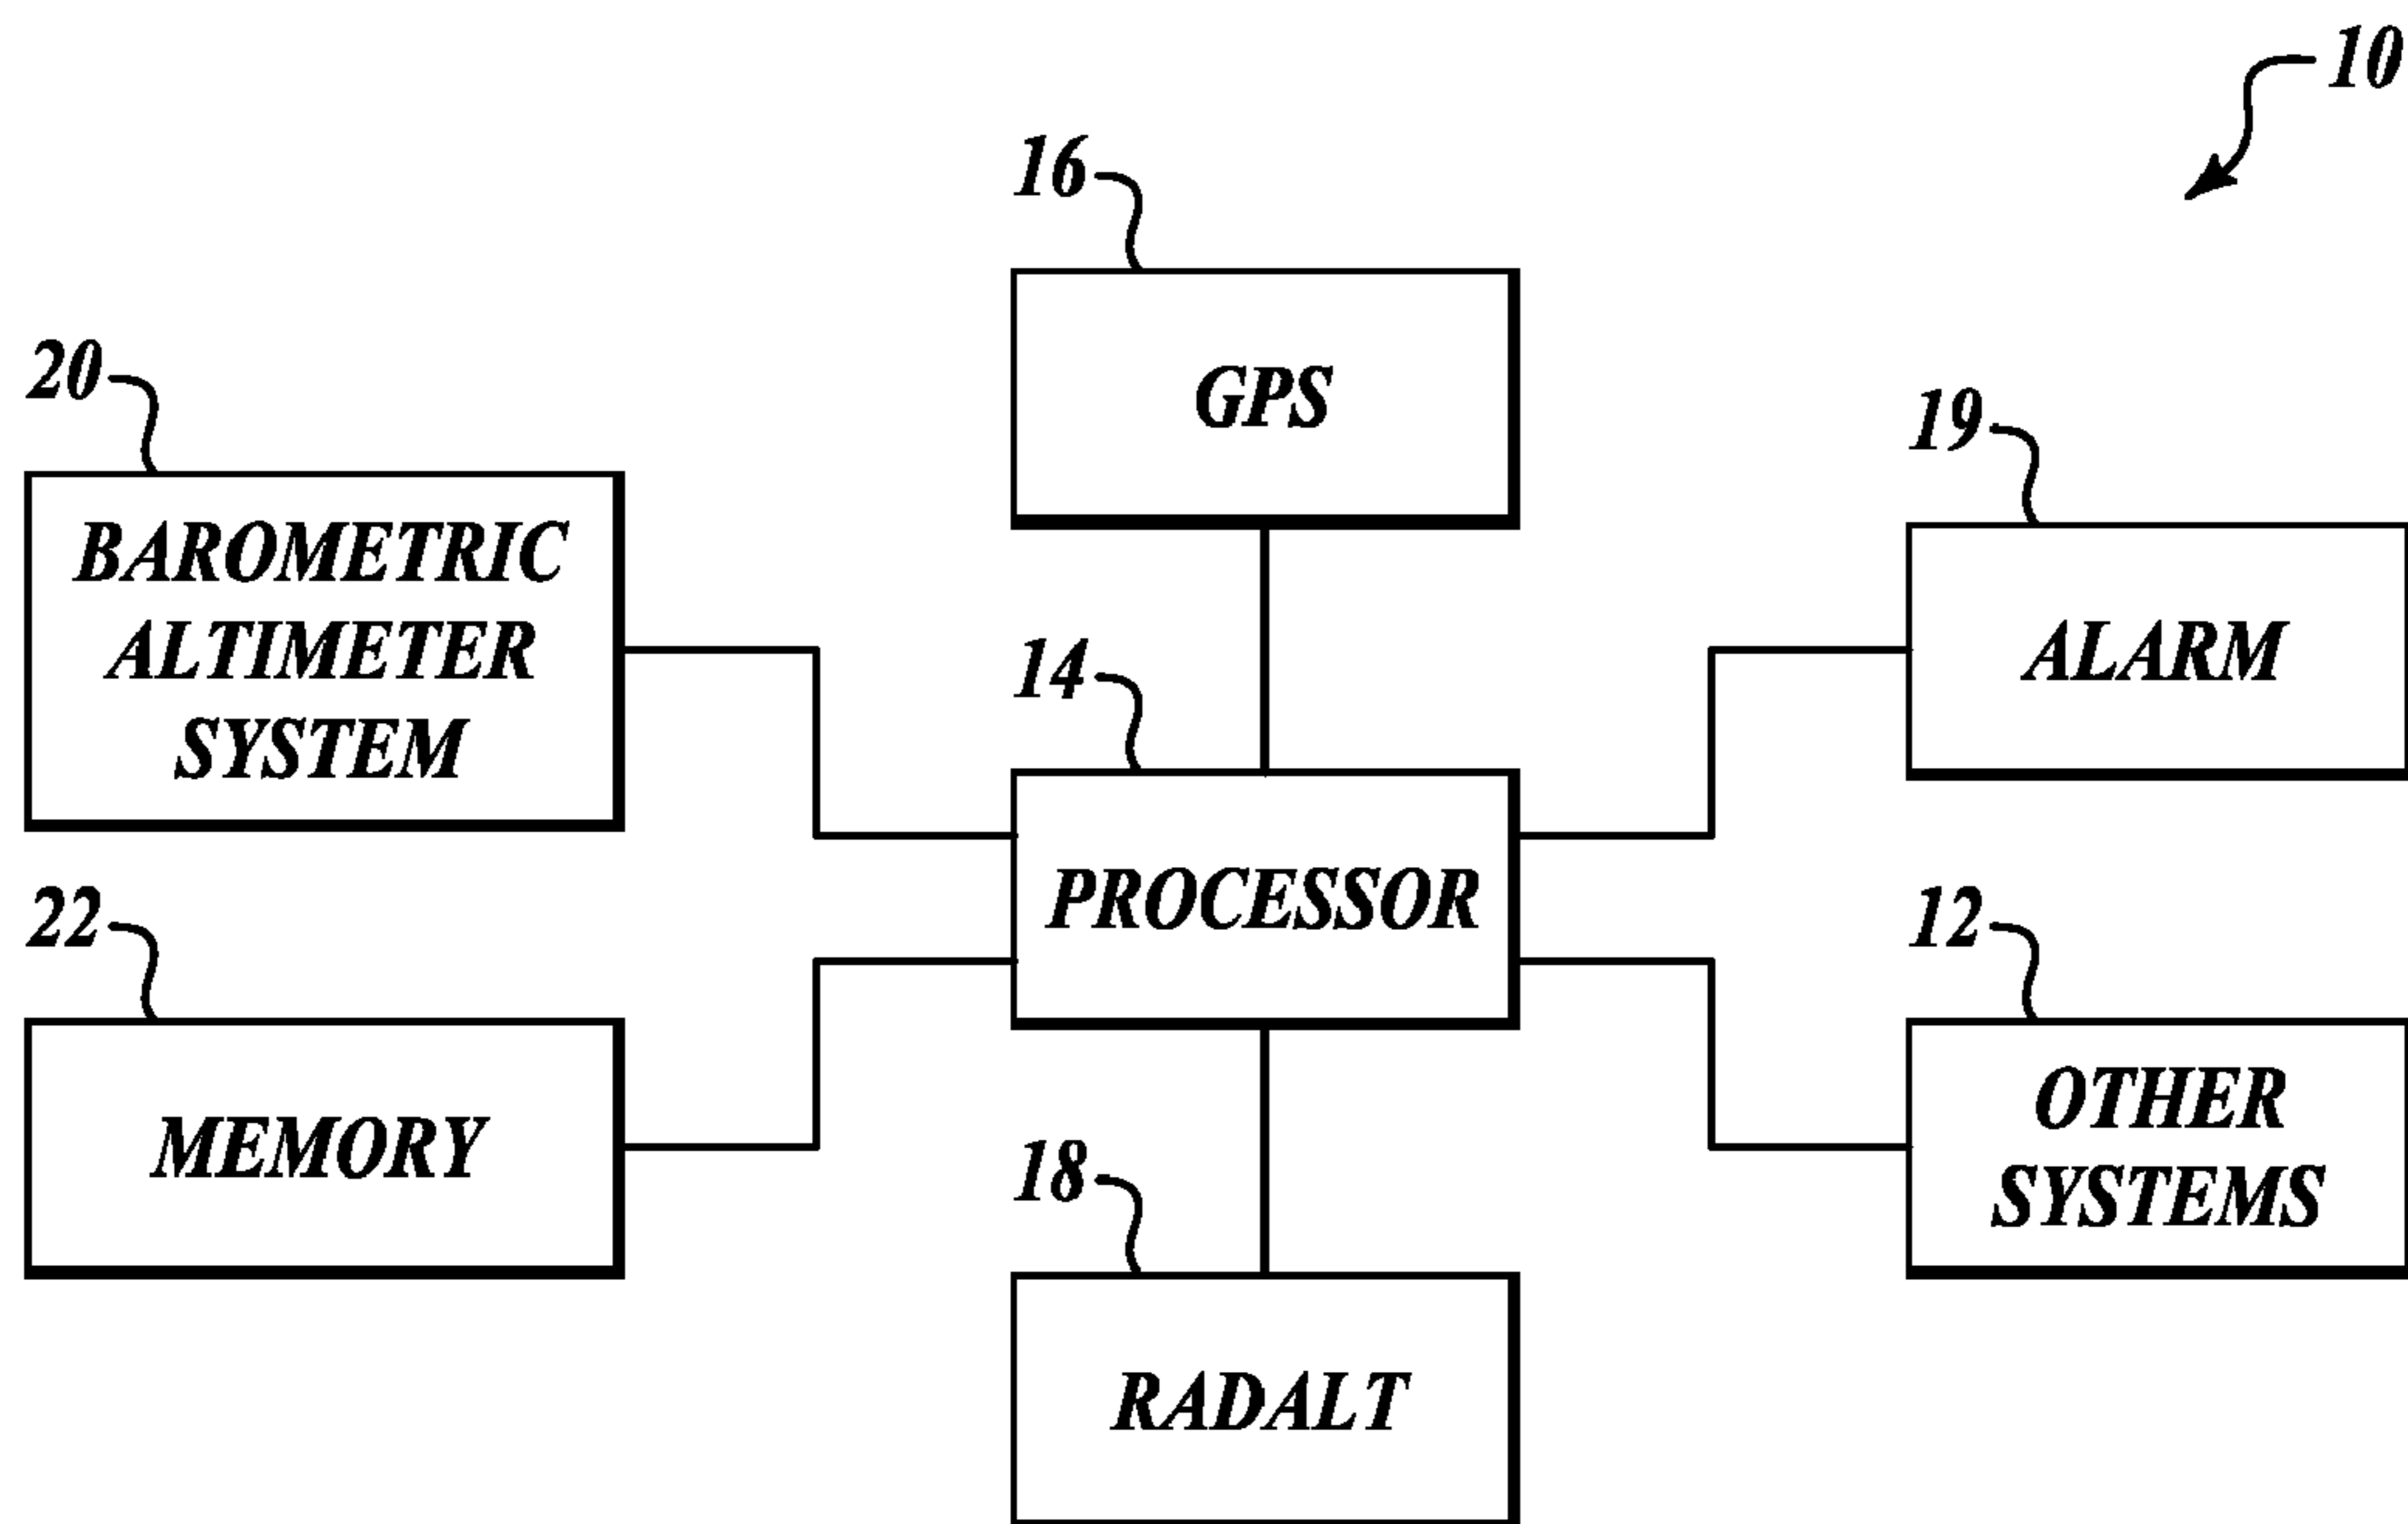 10
16
GPS
20
BAROMETRIC
ALTIMETER
SYSTEM
19
ALARM
14
PROCESSOR
22
MEMORY
12
OTHER
SYSTEMS
18
RADALT